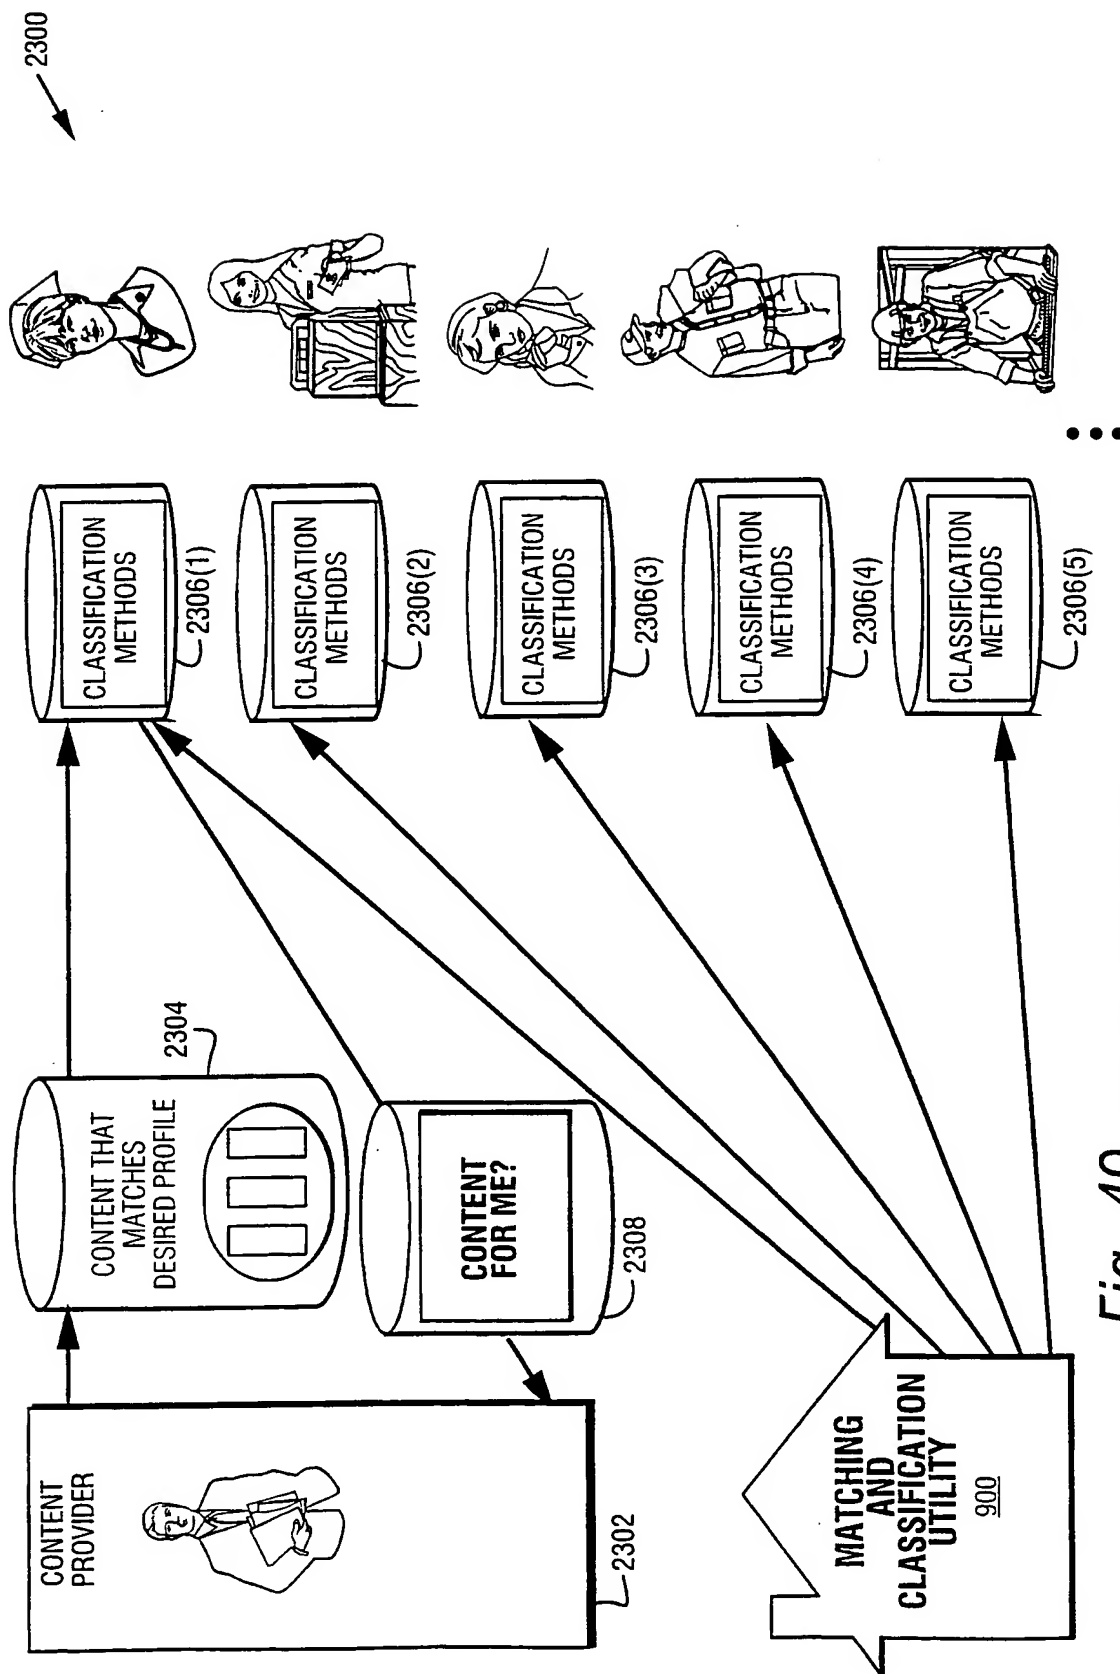 2300
CONTENT
PROVIDER
2302
CONTENT THAT
MATCHES
DESIRED PROFILE
2304
CONTENT
FOR ME?
2308
CLASSIFICATION
METHODS
2306(1)
CLASSIFICATION
METHODS
2306(2)
CLASSIFICATION
METHODS
2306(3)
CLASSIFICATION
METHODS
2306(4)
CLASSIFICATION
METHODS
2306(5)
MATCHING
AND
CLASSIFICATION
UTILITY
900